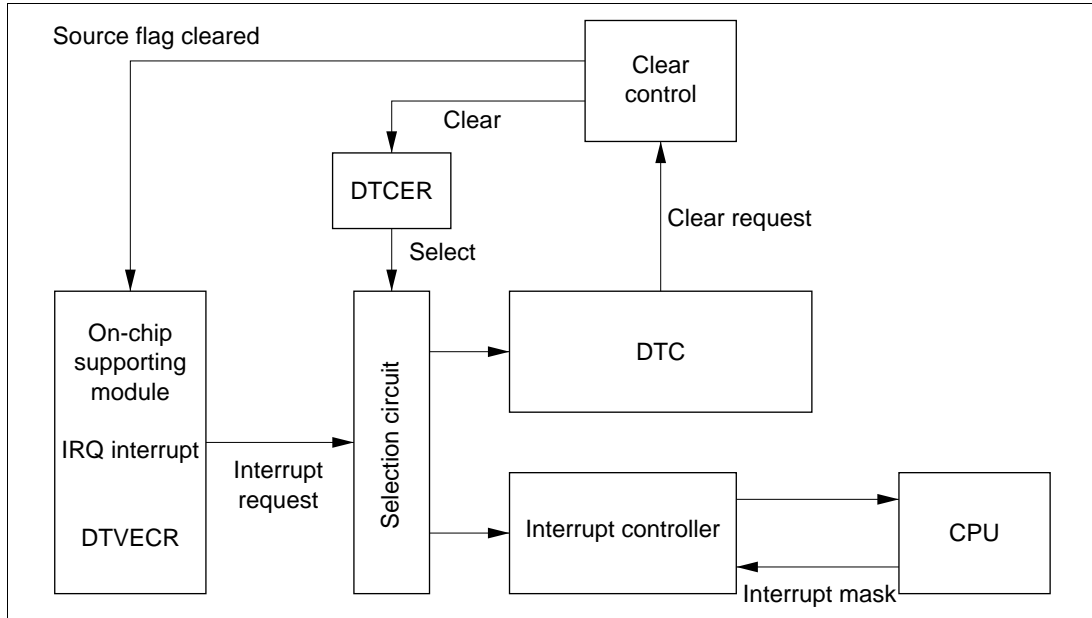 Source flag cleared
Clear
control
Clear
DTCER
Clear request
Select
On-chip
supporting
module
IRQ interrupt
DTVECR
Interrupt
request
Selection circuit
DTC
Interrupt controller
CPU
Interrupt mask